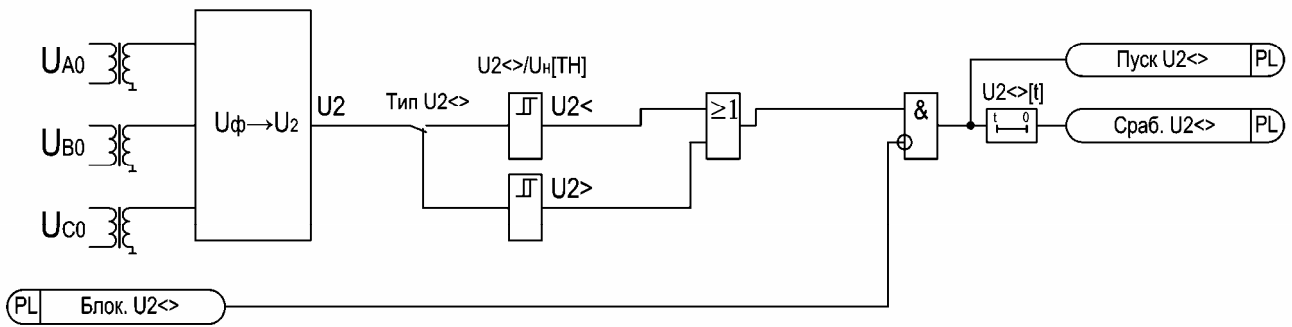 UA0
UB0
UC0
Uф→U2
U2
Тип U2<>
U2<>/Uн[ТН]
U2<
U2>
≥1
&
U2<>[t]
t 0
Пуск U2<> PL
Сраб. U2<> PL
PL Блок. U2<>